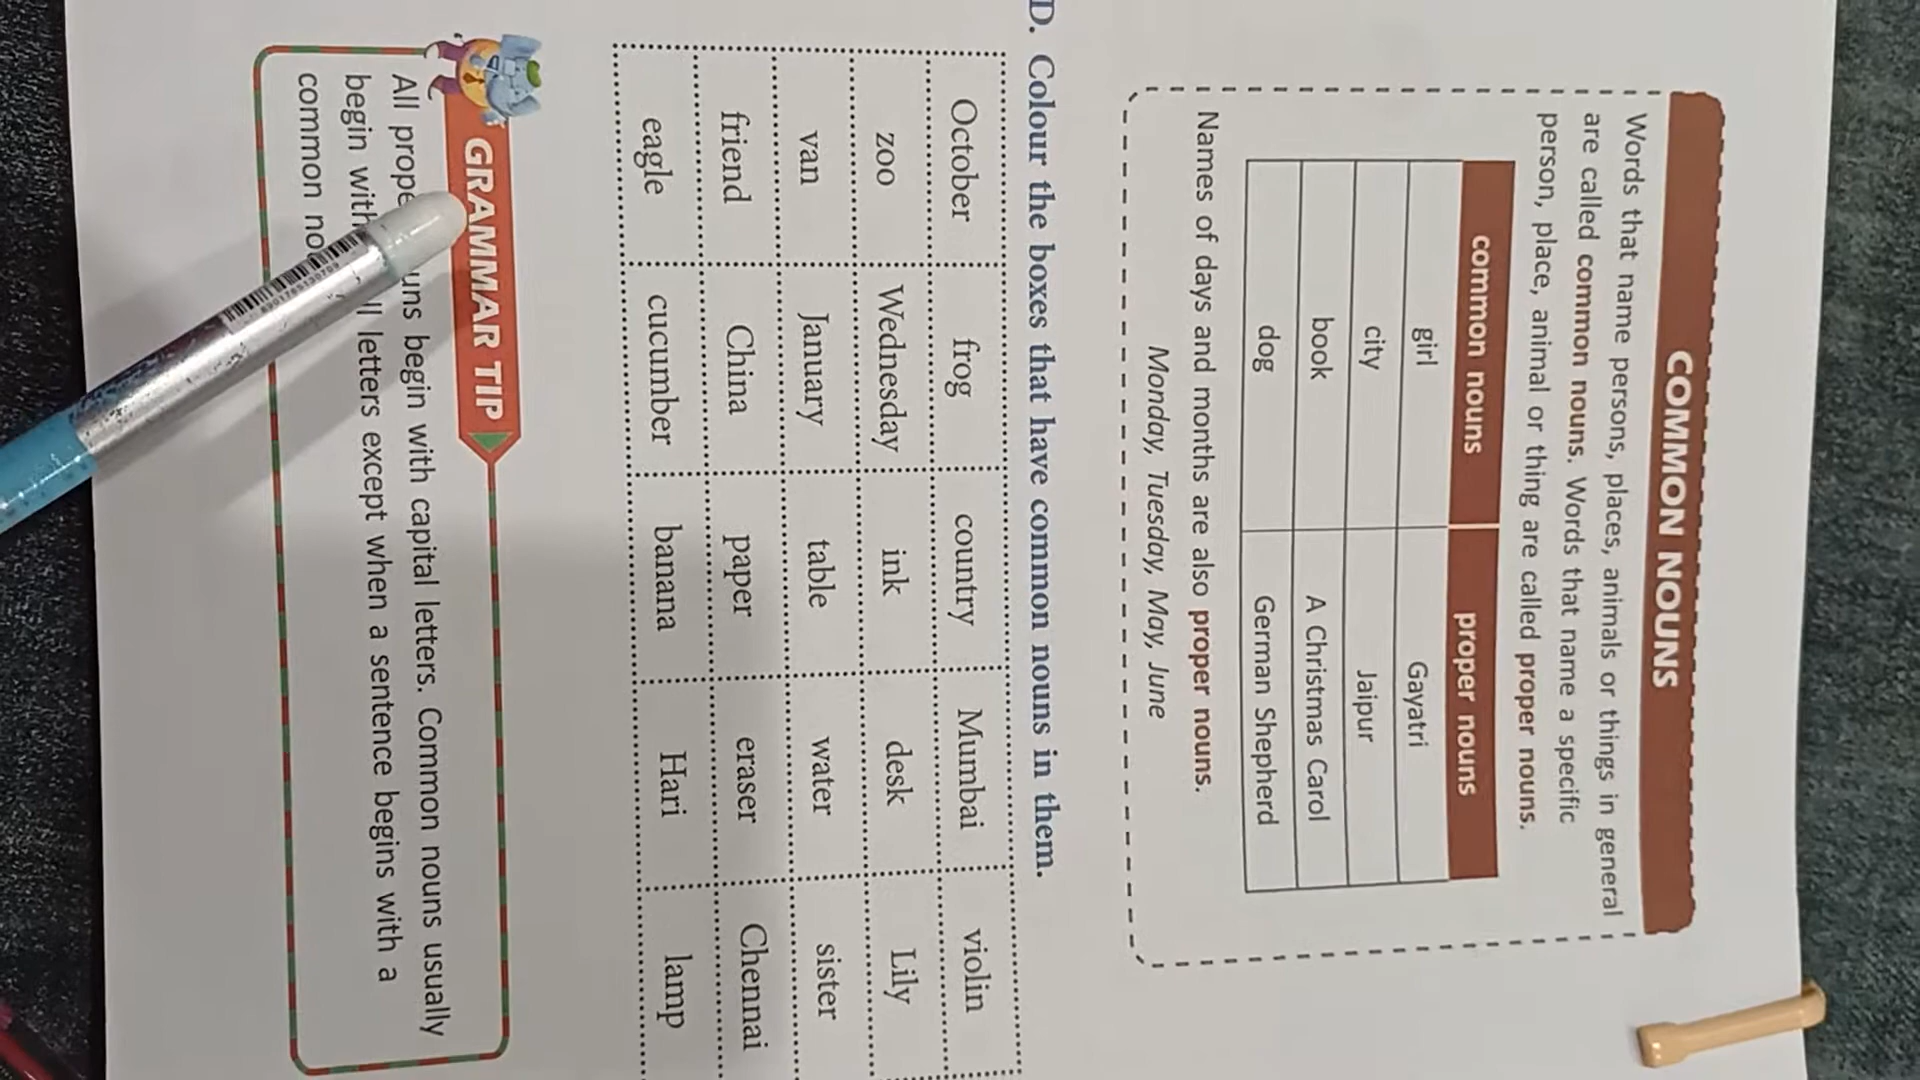 COMMON NOUNS
Words that name persons, places, animals or things in general
are called common nouns. Words that name a specific
person, place, animal or thing are called proper nouns.
common nouns proper nouns
girl Gayatri
city Jaipur
book A Christmas Carol
dog German Shepherd
Names of days and months are also proper nouns.
Monday, Tuesday, May, June
D. Colour the boxes that have common nouns in them.
October frog country Mumbai violin
zoo Wednesday ink desk Lily
van January table water sister
friend China paper eraser Chennai
eagle cucumber banana Hari lamp
GRAMMAR TIP
All begin with capital letters. Common nouns usually
begin letters except when a sentence begins with a
common